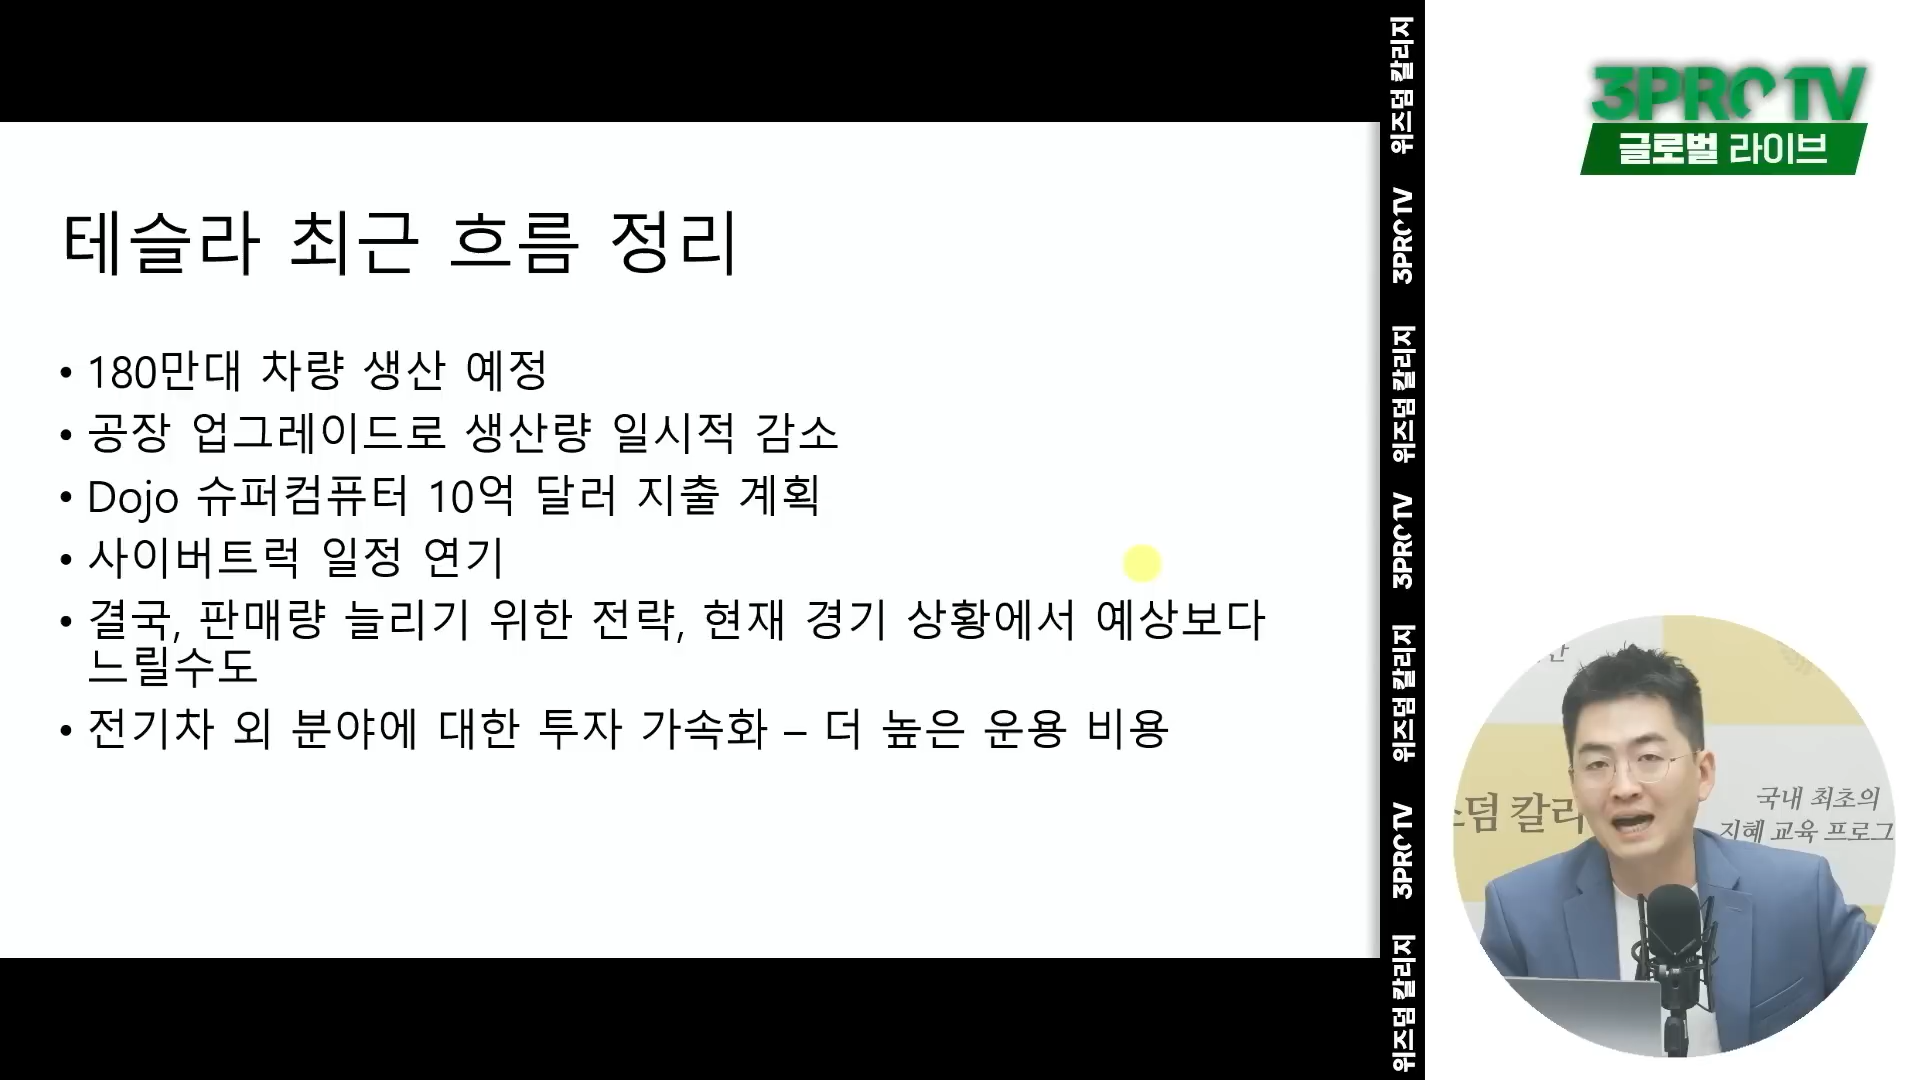 테슬라 최근 흐름 정리
• 180만대 차량 생산 예정
• 공장 업그레이드로 생산량 일시적 감소
• Dojo 슈퍼컴퓨터 10억 달러 지출 계획
• 사이버트럭 일정 연기
• 결국, 판매량 늘리기 위한 전략, 현재 경기 상황에서 예상보다
느릴수도
• 전기차 외 분야에 대한 투자 가속화 – 더 높은 운용 비용
위즈덤 칼리지
3PROTV
위즈덤 칼리지
3PROTV
위즈덤 칼리지
3PROTV
위즈덤 칼리지
3PROTV
글로벌 라이브
덤 칼리
국내 최초의
지혜 교육 프로그